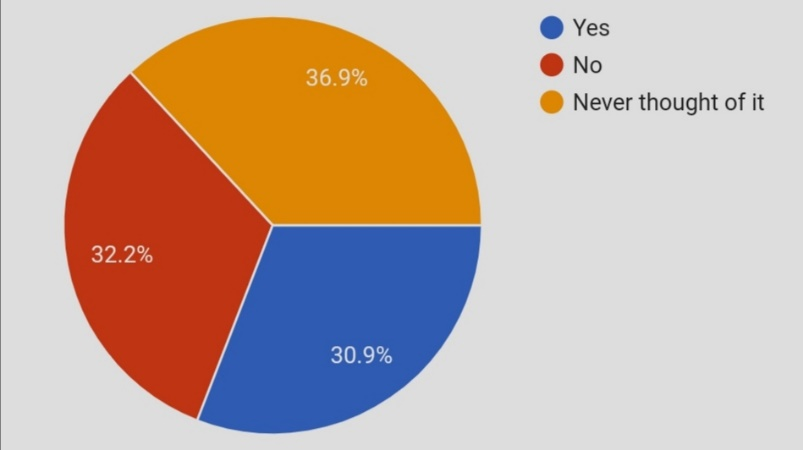 Yes
No
Never thought of it
36.9%
32.2%
30.9%